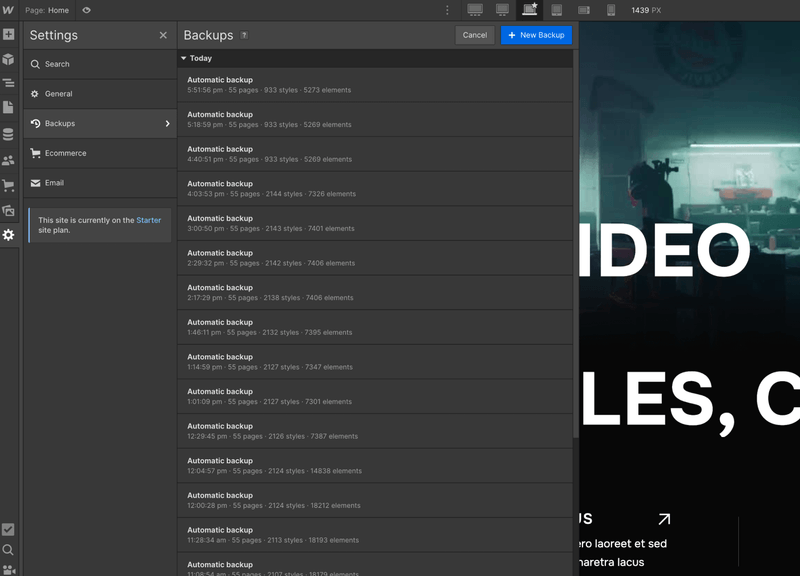 Page: Home
1439 PX
Settings
Search
General
Backups
Ecommerce
Email
This site is currently on the Starter
site plan.
Backups ?
Cancel
+ New Backup
Today
Automatic backup
5:51:56 pm · 55 pages · 933 styles · 5273 elements
Automatic backup
5:18:59 pm · 55 pages · 933 styles · 5269 elements
Automatic backup
4:40:51 pm · 55 pages · 933 styles · 5269 elements
Automatic backup
4:03:53 pm · 55 pages · 2144 styles · 7326 elements
Automatic backup
3:00:50 pm · 55 pages · 2143 styles · 7401 elements
Automatic backup
2:29:32 pm · 55 pages · 2142 styles · 7406 elements
Automatic backup
2:17:29 pm · 55 pages · 2138 styles · 7406 elements
Automatic backup
1:46:11 pm · 55 pages · 2132 styles · 7395 elements
Automatic backup
1:14:59 pm · 55 pages · 2127 styles · 7347 elements
Automatic backup
1:01:09 pm · 55 pages · 2127 styles · 7301 elements
Automatic backup
12:29:45 pm · 55 pages · 2126 styles · 7387 elements
Automatic backup
12:04:57 pm · 55 pages · 2124 styles · 14838 elements
Automatic backup
12:00:28 pm · 55 pages · 2124 styles · 18212 elements
Automatic backup
11:28:34 am · 55 pages · 2113 styles · 18193 elements
Automatic backup
11:08:54 am · 55 pages · 2107 styles · 18179 elements
IDEO
LES, C
US
ero laoreet et sed
haretra lacus